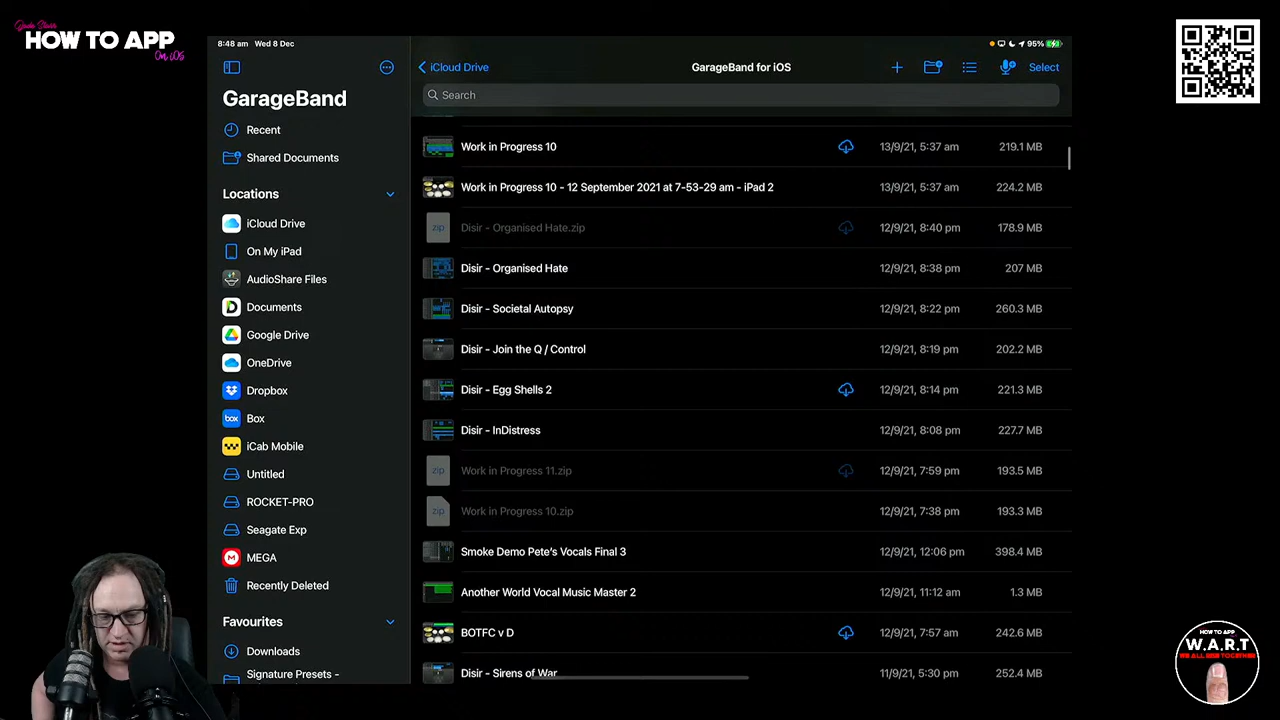 Jade Starr
HOW TO APP
On iOS
8:48 am Wed 8 Dec
95%
GarageBand
Recent
Shared Documents
Locations
iCloud Drive
On My iPad
AudioShare Files
Documents
Google Drive
OneDrive
Dropbox
Box
iCab Mobile
Untitled
ROCKET-PRO
Seagate Exp
MEGA
Recently Deleted
Favourites
Downloads
Signature Presets -
iCloud Drive
GarageBand for iOS
Select
Search
Work in Progress 10 13/9/21, 5:37 am 219.1 MB
Work in Progress 10 - 12 September 2021 at 7-53-29 am - iPad 2 13/9/21, 5:37 am 224.2 MB
zip Disir - Organised Hate.zip 12/9/21, 8:40 pm 178.9 MB
Disir - Organised Hate 12/9/21, 8:38 pm 207 MB
Disir - Societal Autopsy 12/9/21, 8:22 pm 260.3 MB
Disir - Join the Q / Control 12/9/21, 8:19 pm 202.2 MB
Disir - Egg Shells 2 12/9/21, 8:14 pm 221.3 MB
Disir - InDistress 12/9/21, 8:08 pm 227.7 MB
zip Work in Progress 11.zip 12/9/21, 7:59 pm 193.5 MB
zip Work in Progress 10.zip 12/9/21, 7:38 pm 193.3 MB
Smoke Demo Pete's Vocals Final 3 12/9/21, 12:06 pm 398.4 MB
Another World Vocal Music Master 2 12/9/21, 11:12 am 1.3 MB
BOTFC v D 12/9/21, 7:57 am 242.6 MB
Disir - Sirens of War 11/9/21, 5:30 pm 252.4 MB
HOW TO APP
W.A.R.T
WE ALL RISE TOGETHER